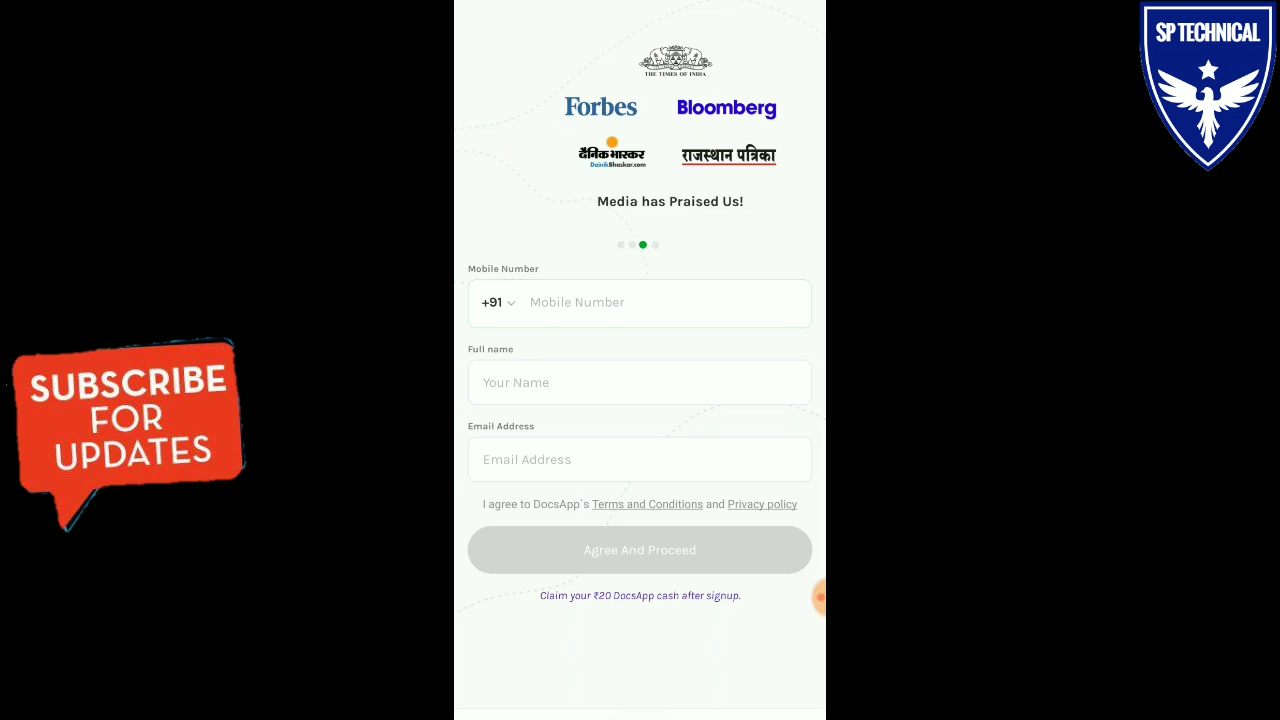 SP TECHNICAL
THE TIMES OF INDIA
Forbes
Bloomberg
दैनिक भास्कर
DainikBhaskar.com
राजस्थान पत्रिका
Media has Praised Us!
Mobile Number
+91 Mobile Number
Full name
Your Name
Email Address
Email Address
I agree to DocsApp`s Terms and Conditions and Privacy policy
Agree And Proceed
Claim your ₹20 DocsApp cash after signup.
SUBSCRIBE
FOR
UPDATES